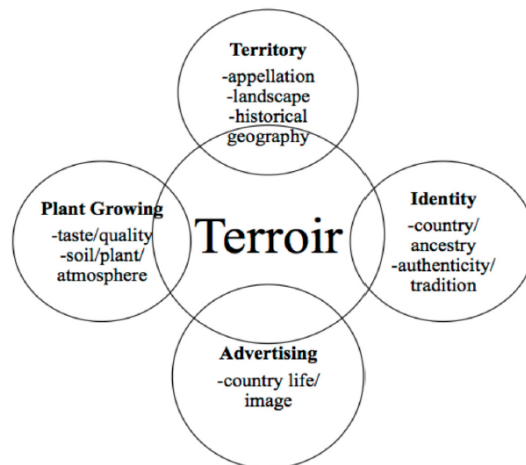 Territory
-appellation
-landscape
-historical
geography
Plant Growing
-taste/quality
-soil/plant/
atmosphere
Terroir
Identity
-country/
ancestry
-authenticity/
tradition
Advertising
-country life/
image